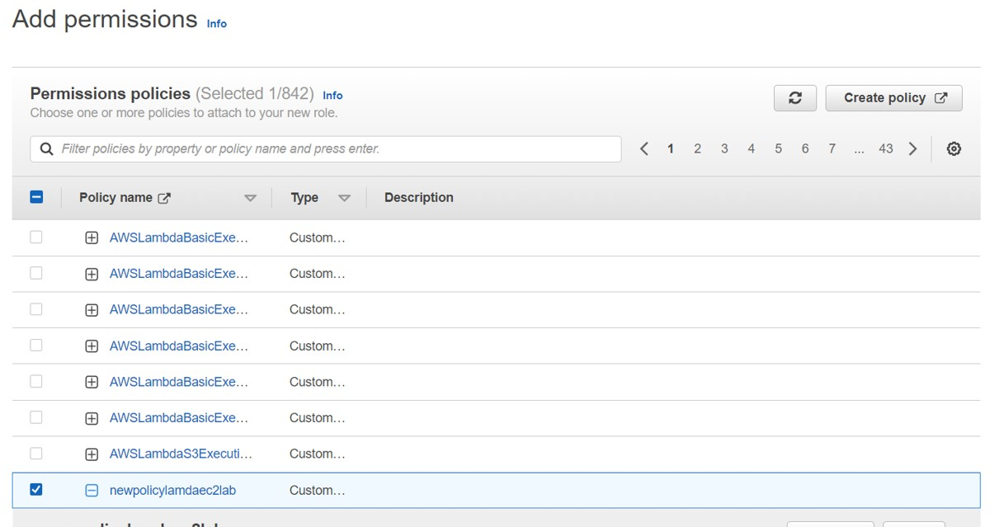 Add permissions Info
Permissions policies (Selected 1/842) Info
Create policy
Choose one or more policies to attach to your new role.
Filter policies by property or policy name and press enter.
1 2 3 4 5 6 7 ... 43
Policy name Type Description
AWSLambdaBasicExe... Custom...
AWSLambdaBasicExe... Custom...
AWSLambdaBasicExe... Custom...
AWSLambdaBasicExe... Custom...
AWSLambdaBasicExe... Custom...
AWSLambdaBasicExe... Custom...
AWSLambdaS3Executi... Custom...
newpolicylamdaec2lab Custom...